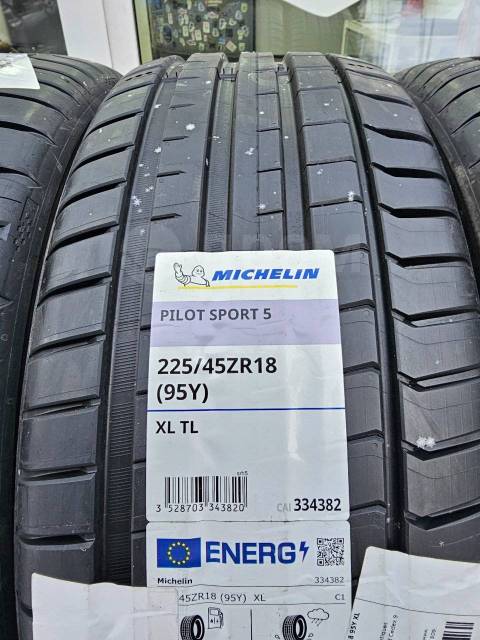 MICHELIN
PILOT SPORT 5
225/45ZR18
(95Y)
XL TL
3 528703 343820
CAI 334382
ENERG
Michelin
334382
45ZR18 (95Y) XL
C1